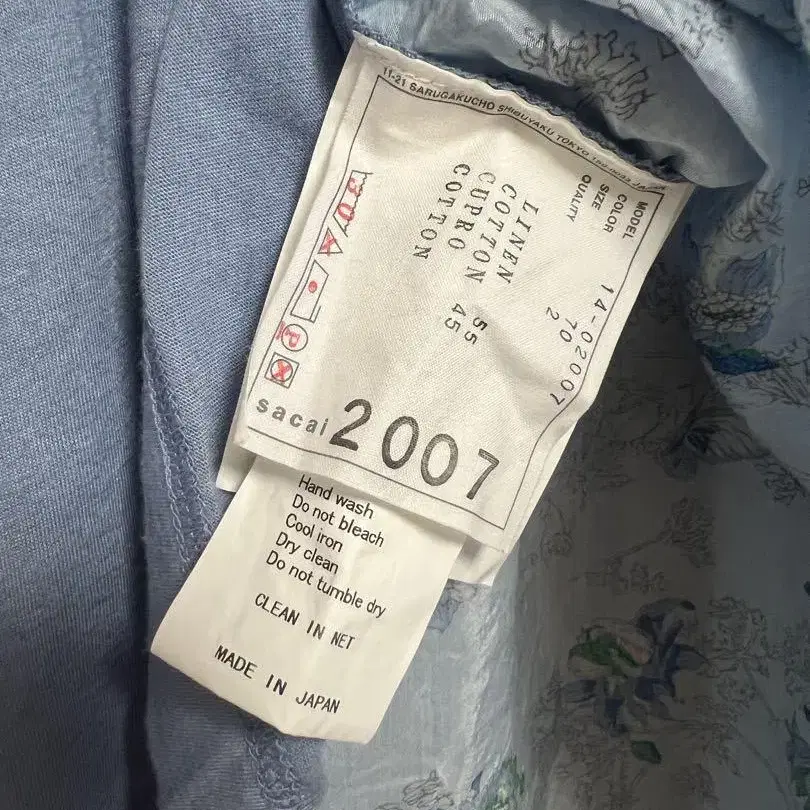 11-21 SARUGAKUCHO SHIBUYAKU TOKYO
MODEL 14-02007
COLOR 70
SIZE 2
QUALITY
LINEN 55
COTTON 45
CUPRO
COTTON
30
P
sacai 2007
Hand wash
Do not bleach
Cool iron
Dry clean
Do not tumble dry
CLEAN IN NET
MADE IN JAPAN